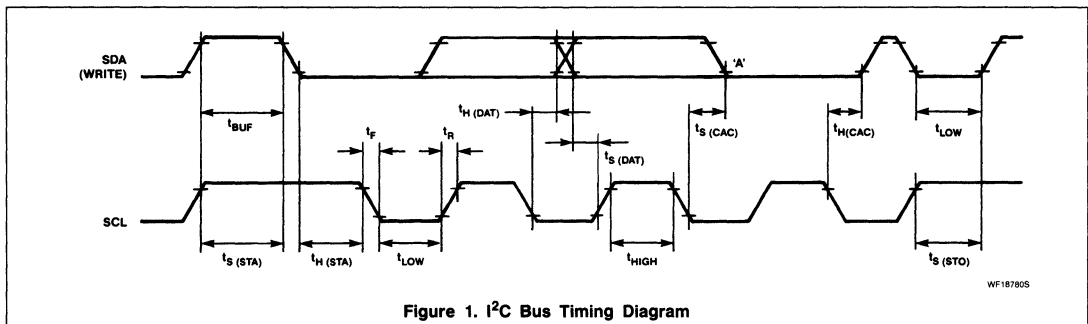 SDA
(WRITE)
'A'
tBUF
tF
tR
tH (DAT)
tS (DAT)
tS (CAC)
tH(CAC)
tLOW
SCL
tS (STA)
tH (STA)
tLOW
tHIGH
tS (STO)
WF18780S
Figure 1. I²C Bus Timing Diagram